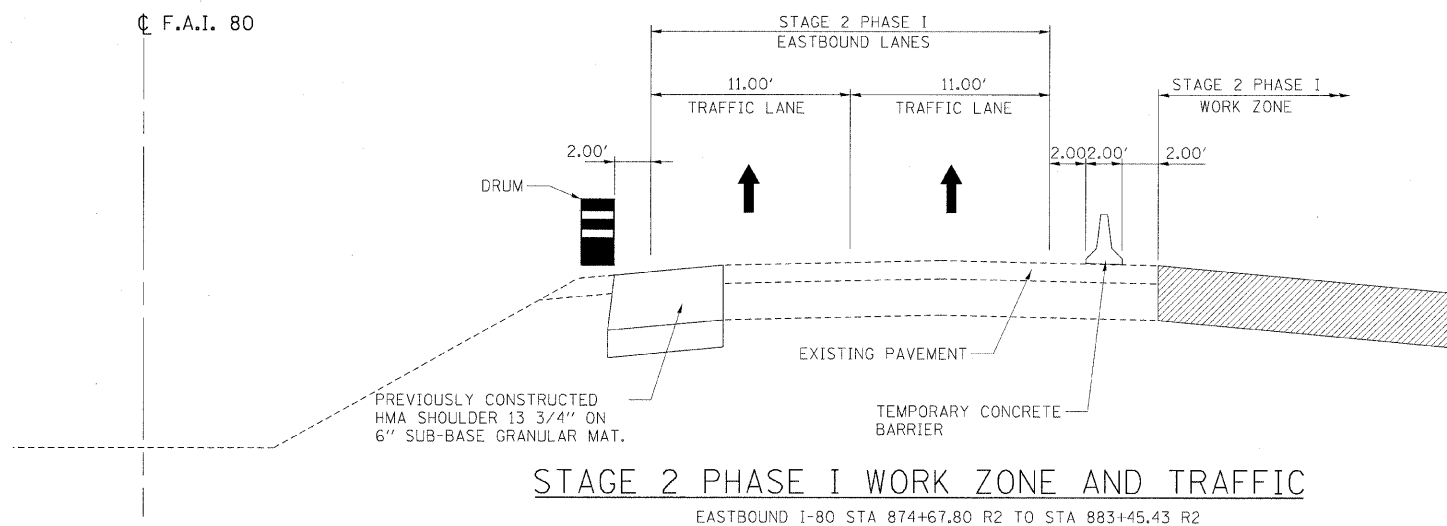 ℄ F.A.I. 80
STAGE 2 PHASE I
EASTBOUND LANES
11.00'
11.00'
STAGE 2 PHASE I
TRAFFIC LANE
TRAFFIC LANE
WORK ZONE
2.00'
2.00
2.00'
2.00'
DRUM
EXISTING PAVEMENT
PREVIOUSLY CONSTRUCTED
HMA SHOULDER 13 3/4" ON
6" SUB-BASE GRANULAR MAT.
TEMPORARY CONCRETE
BARRIER
STAGE 2 PHASE I WORK ZONE AND TRAFFIC
EASTBOUND I-80 STA 874+67.80 R2 TO STA 883+45.43 R2